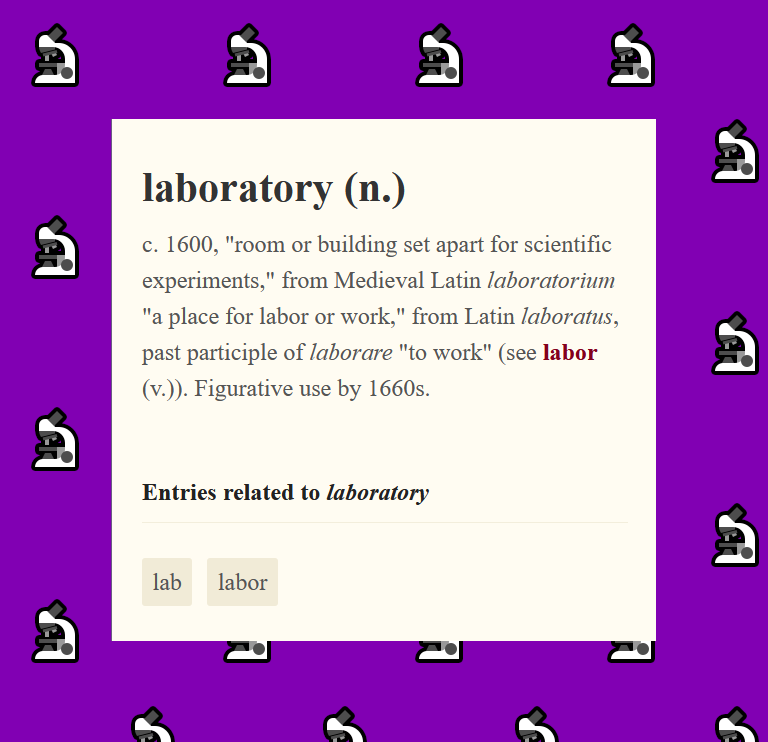 laboratory (n.)
c. 1600, "room or building set apart for scientific
experiments," from Medieval Latin laboratorium
"a place for labor or work," from Latin laboratus,
past participle of laborare "to work" (see labor
(v.)). Figurative use by 1660s.
Entries related to laboratory
lab labor